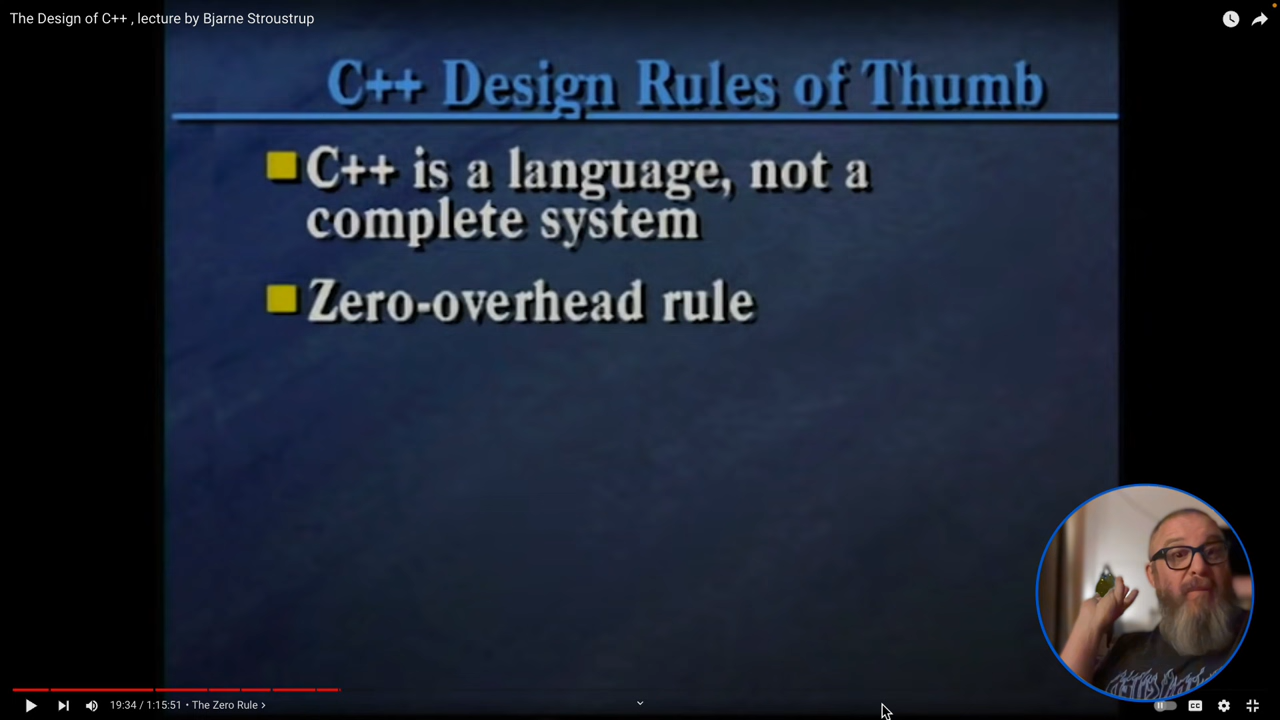 The Design of C++ , lecture by Bjarne Stroustrup
C++ Design Rules of Thumb
C++ is a language, not a
complete system
Zero-overhead rule
19:34 / 1:15:51 • The Zero Rule
CC